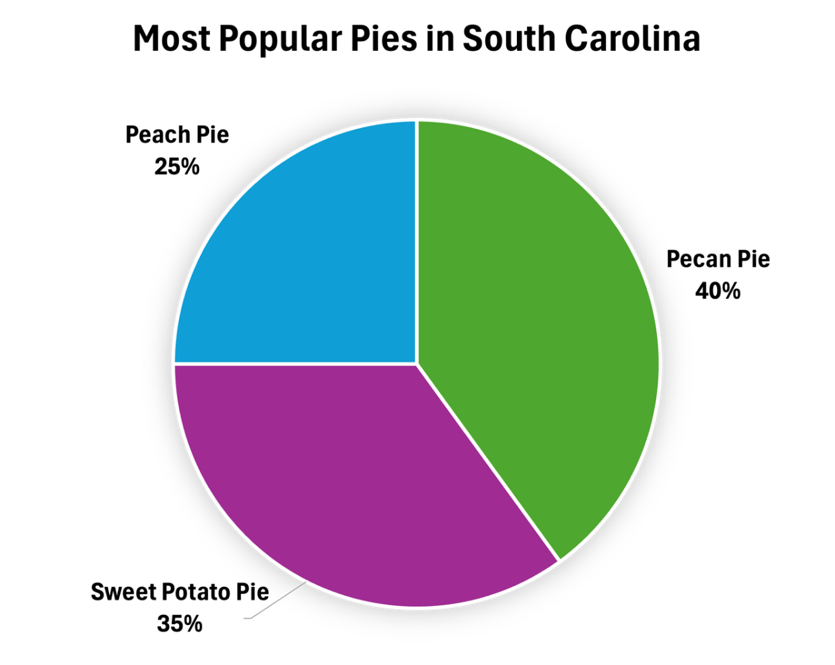 Most Popular Pies in South Carolina
Peach Pie
25%
Pecan Pie
40%
Sweet Potato Pie
35%